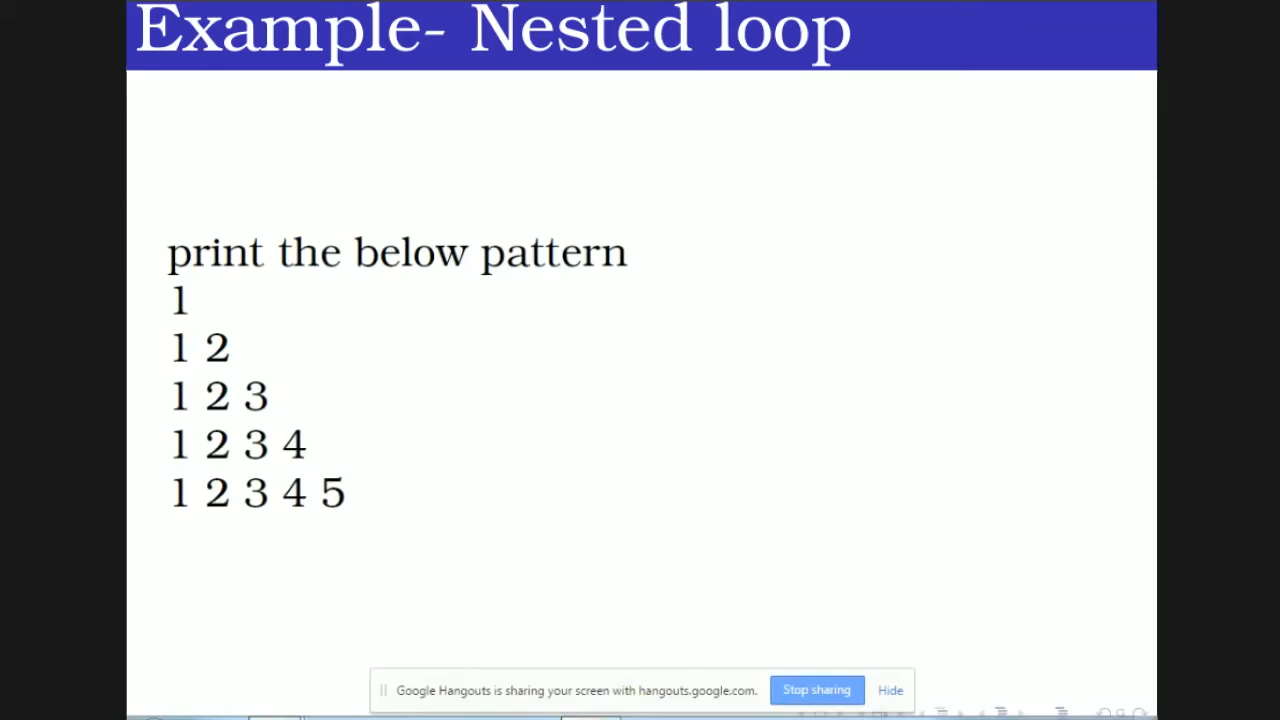 Example- Nested loop
print the below pattern
1
1 2
1 2 3
1 2 3 4
1 2 3 4 5
Google Hangouts is sharing your screen with hangouts.google.com. Stop sharing Hide